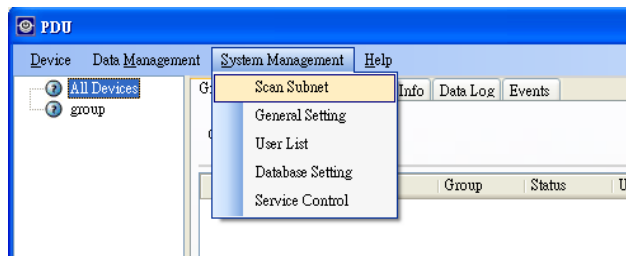 PDU
Device Data Management System Management Help
All Devices
group
Scan Subnet
General Setting
User List
Database Setting
Service Control
Info Data Log Events
Group Status